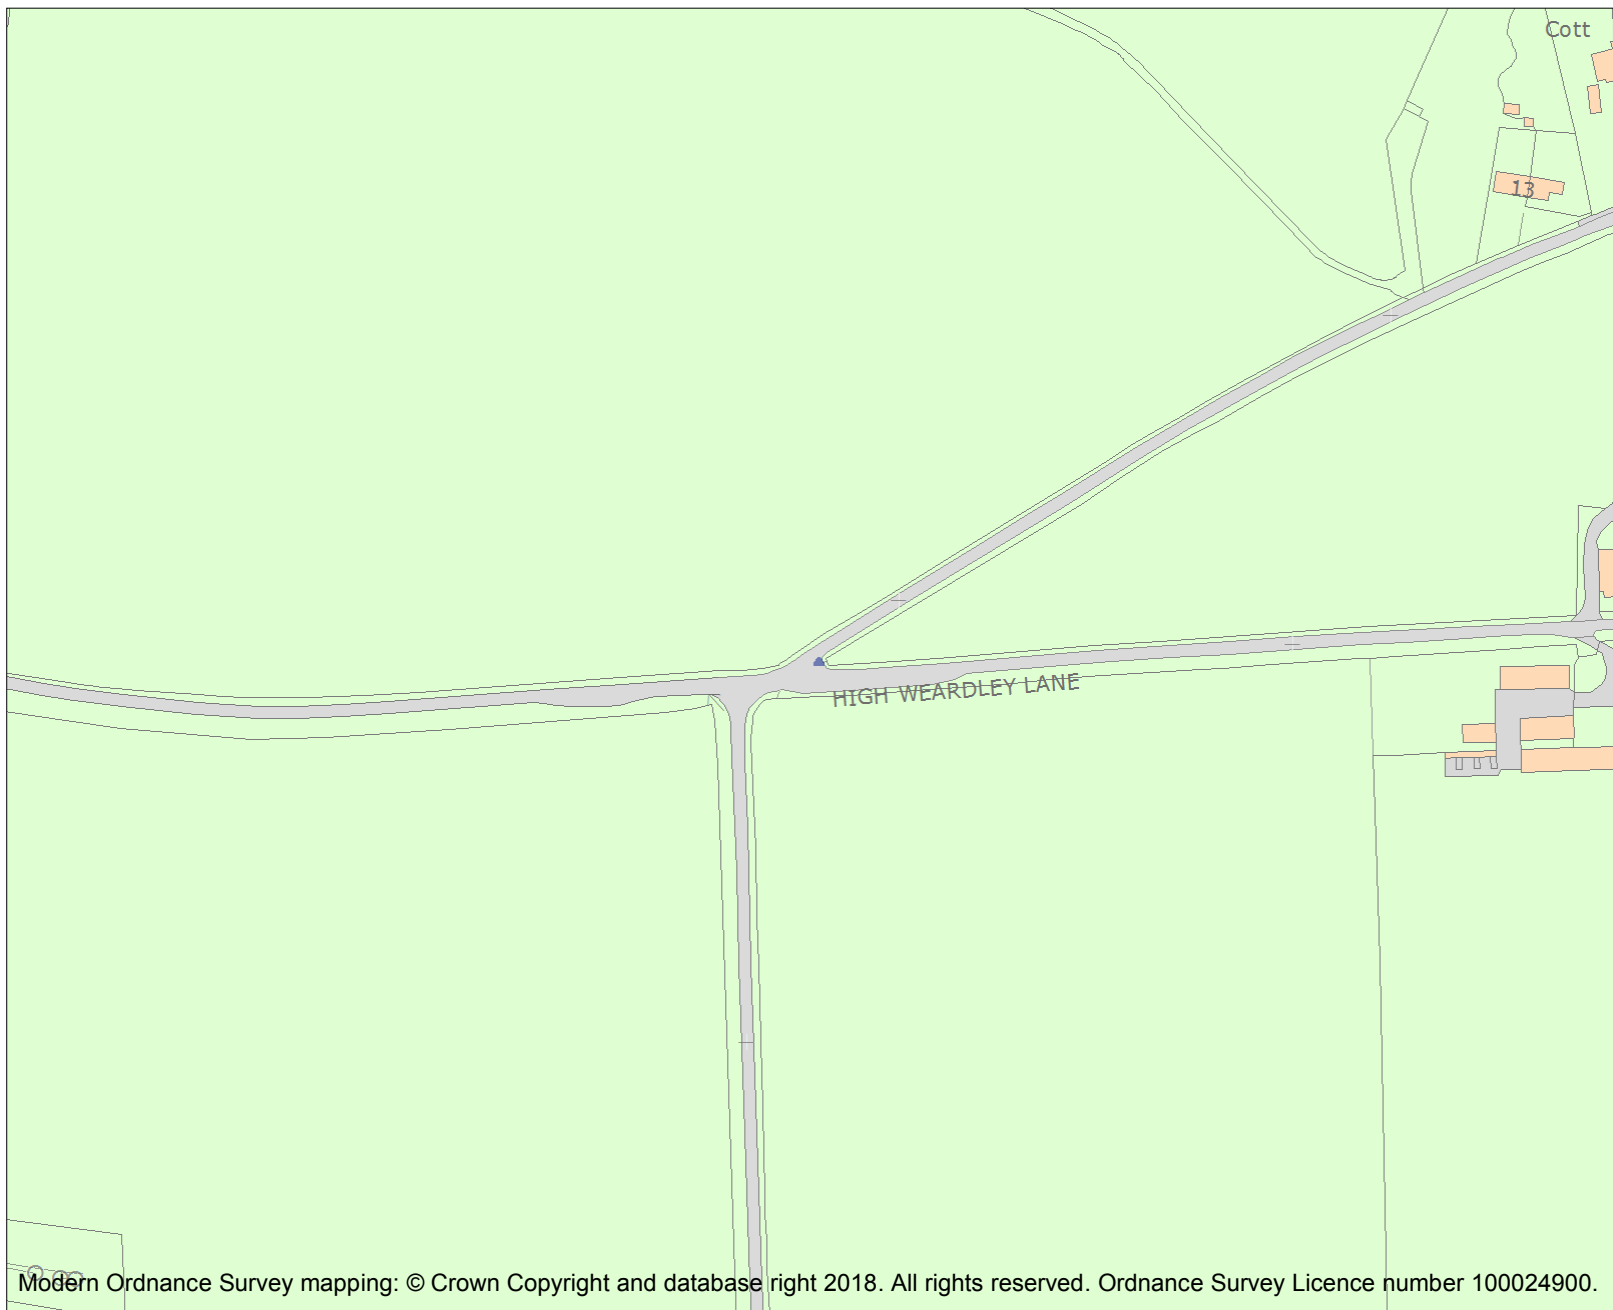 Cott
13
HIGH WEARDLEY LANE
Modern Ordnance Survey mapping: © Crown Copyright and database right 2018. All rights reserved. Ordnance Survey Licence number 100024900.